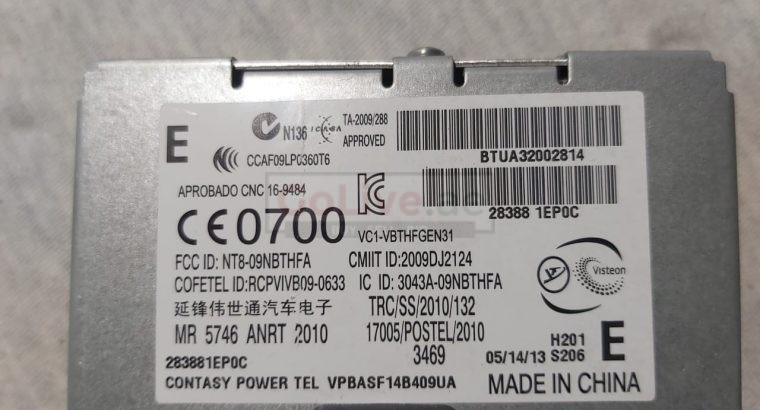 E
N136
ICASA
TA-2009/288
APPROVED
CCAF09LP0360T6
BTUA32002814
APROBADO CNC 16-9484
28388 1EP0C
CE0700
VC1-VBTHFGEN31
FCC ID: NT8-09NBTHFA
CMIIT ID:2009DJ2124
COFETEL ID:RCPVIVB09-0633
IC ID: 3043A-09NBTHFA
Visteon
延锋伟世通汽车电子
TRC/SS/2010/132
MR 5746 ANRT 2010
17005/POSTEL/2010
3469
H201
05/14/13 S206
E
283881EP0C
CONTASY POWER TEL VPBASF14B409UA
MADE IN CHINA
GoLive.ae